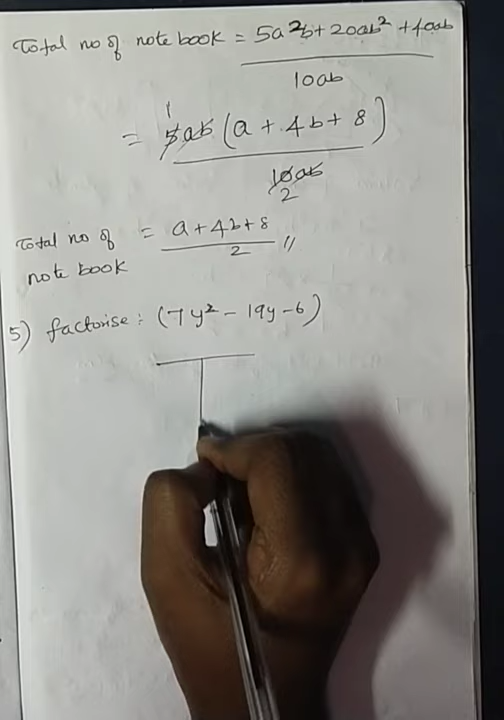 Total no of note book = 5a²b + 20ab² + 40ab
10ab
1
= 5ab (a + 4b + 8)
10ab
2
Total no of note book = a + 4b + 8
2 //
5) factorise : (7y² - 19y - 6)